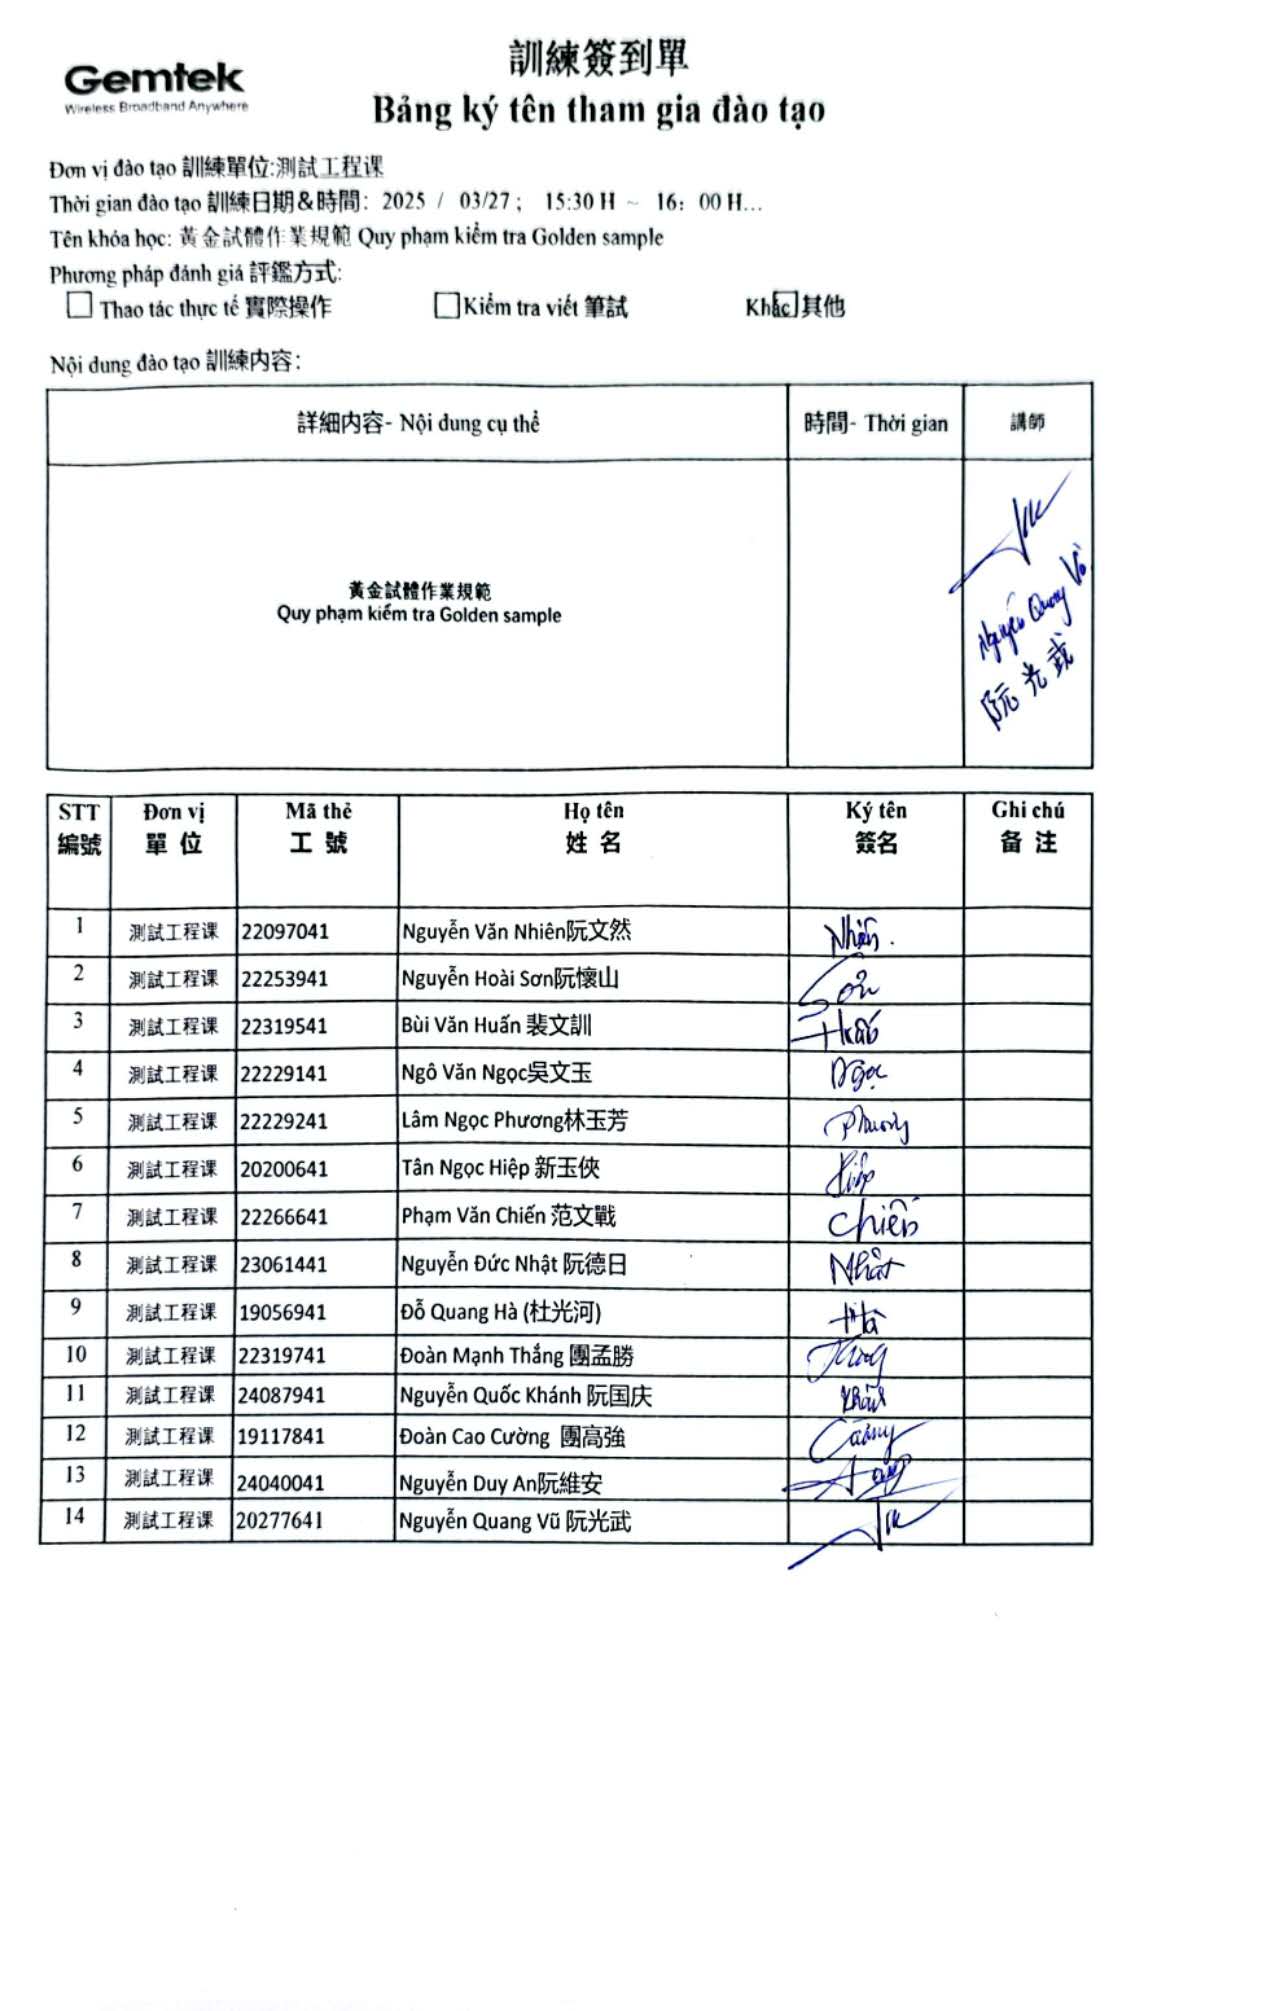 Gemtek
Wireless Broadband Anywhere
訓練簽到單
Bảng ký tên tham gia đào tạo
Đơn vị đào tạo 訓練單位:測試工程课
Thời gian đào tạo 訓練日期&時間: 2025 / 03/27 ; 15:30 H ~ 16: 00 H...
Tên khóa học: 黃金試體作業規範 Quy phạm kiểm tra Golden sample
Phương pháp đánh giá 評鑑方式:
Thao tác thực tế 實際操作 Kiểm tra viết 筆試 Khác 其他
Nội dung đào tạo 訓練内容:
詳細内容- Nội dung cụ thể 時間- Thời gian 講師
黃金試體作業規範
Quy phạm kiểm tra Golden sample
Nguyễn Quang Vũ
阮光武
STT Đơn vị Mã thẻ Họ tên Ký tên Ghi chú
編號 單 位 工 號 姓 名 簽名 备 注
1 測試工程课 22097041 Nguyễn Văn Nhiên阮文然 Nhiên.
2 測試工程课 22253941 Nguyễn Hoài Sơn阮懷山 Sơn
3 測試工程课 22319541 Bùi Văn Huấn 裴文訓 Huấn
4 測試工程课 22229141 Ngô Văn Ngọc吳文玉 Ngọc
5 測試工程课 22229241 Lâm Ngọc Phương林玉芳 Phương
6 測試工程课 20200641 Tân Ngọc Hiệp 新玉俠 Hiệp
7 測試工程课 22266641 Phạm Văn Chiến 范文戰 Chiến
8 測試工程课 23061441 Nguyễn Đức Nhật 阮德日 Nhật
9 測試工程课 19056941 Đỗ Quang Hà (杜光河) Hà
10 測試工程课 22319741 Đoàn Mạnh Thắng 團孟勝
11 測試工程课 24087941 Nguyễn Quốc Khánh 阮国庆 Khánh
12 測試工程课 19117841 Đoàn Cao Cường 團高強 Cường
13 測試工程课 24040041 Nguyễn Duy An阮維安
14 測試工程课 20277641 Nguyễn Quang Vũ 阮光武